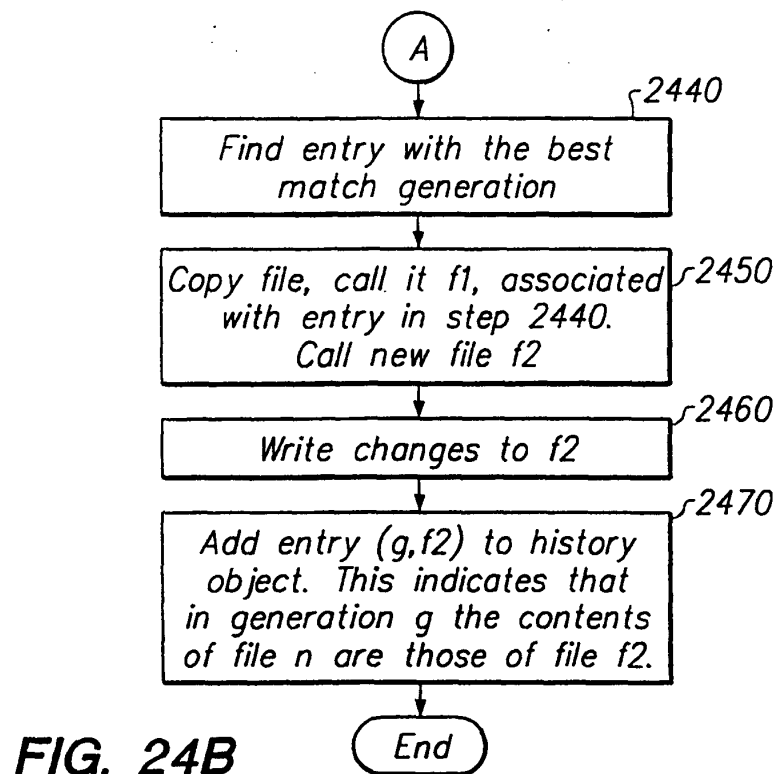 A
2440
Find entry with the best
match generation
2450
Copy file, call it f1, associated
with entry in step 2440.
Call new file f2
2460
Write changes to f2
2470
Add entry (g,f2) to history
object. This indicates that
in generation g the contents
of file n are those of file f2.
End
FIG. 24B